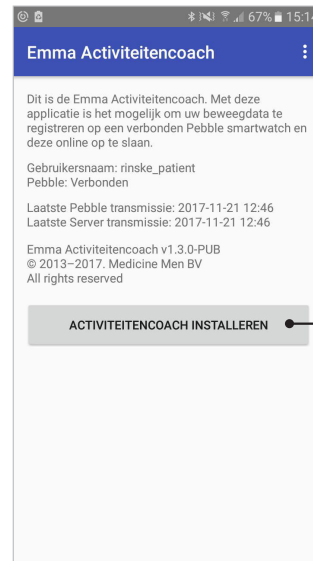 67% 15:14
Emma Activiteitencoach
Dit is de Emma Activiteitencoach. Met deze
applicatie is het mogelijk om uw beweegdata te
registreren op een verbonden Pebble smartwatch en
deze online op te slaan.
Gebruikersnaam: rinske_patient
Pebble: Verbonden
Laatste Pebble transmissie: 2017-11-21 12:46
Laatste Server transmissie: 2017-11-21 12:46
Emma Activiteitencoach v1.3.0-PUB
© 2013–2017. Medicine Men BV
All rights reserved
ACTIVITEITENCOACH INSTALLEREN